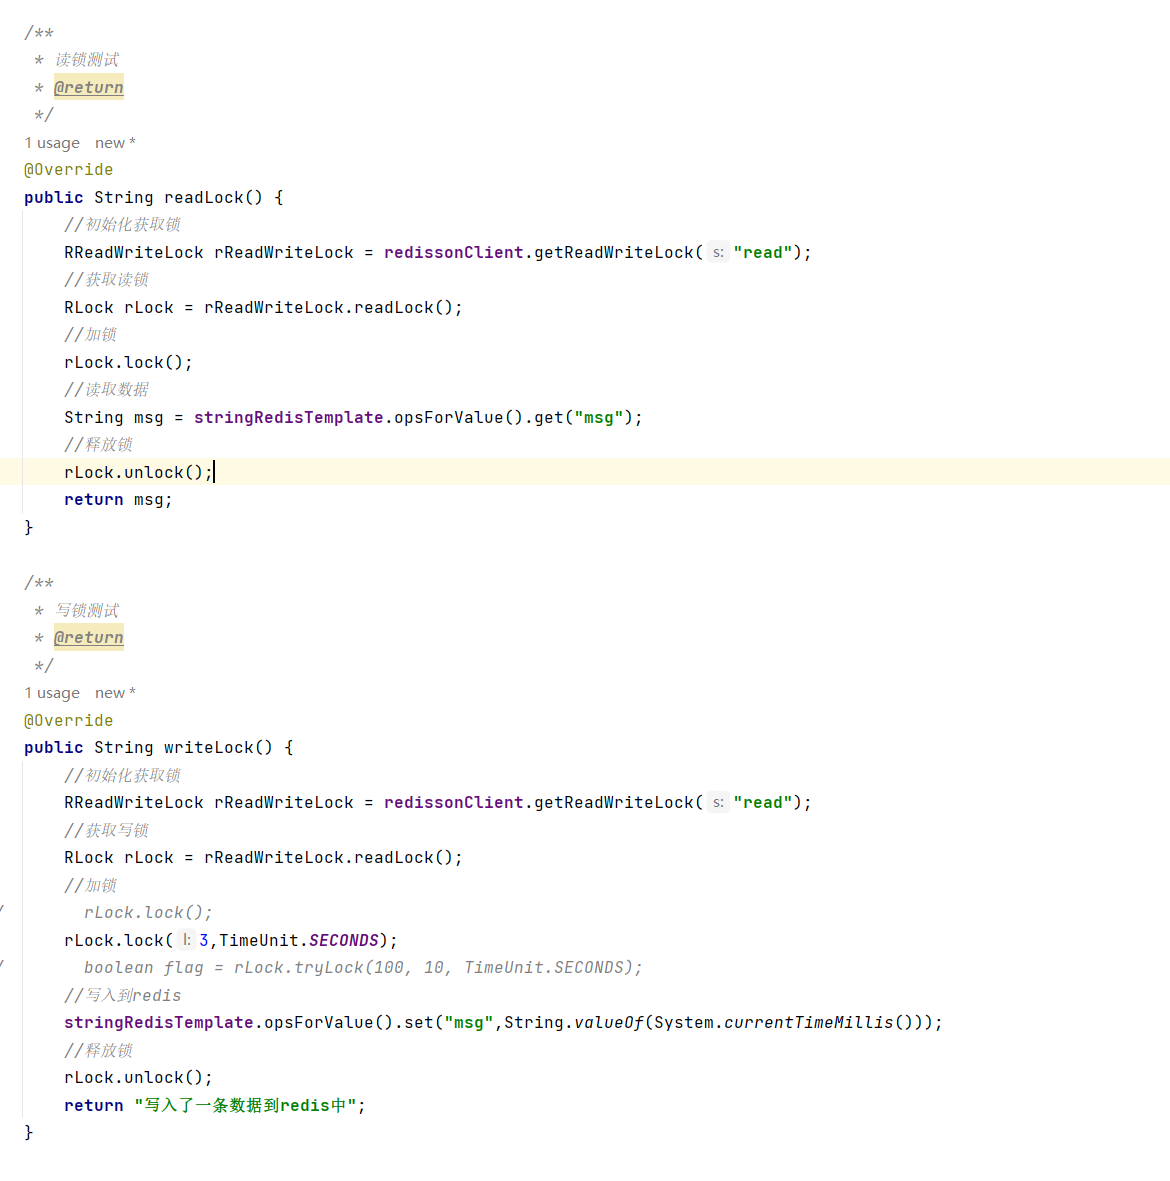 /**
 * 读锁测试
 * @return
 */
1 usage new *
@Override
public String readLock() {
    //初始化获取锁
    RReadWriteLock rReadWriteLock = redissonClient.getReadWriteLock( s: "read");
    //获取读锁
    RLock rLock = rReadWriteLock.readLock();
    //加锁
    rLock.lock();
    //读取数据
    String msg = stringRedisTemplate.opsForValue().get("msg");
    //释放锁
    rLock.unlock();
    return msg;
}
/**
 * 写锁测试
 * @return
 */
1 usage new *
@Override
public String writeLock() {
    //初始化获取锁
    RReadWriteLock rReadWriteLock = redissonClient.getReadWriteLock( s: "read");
    //获取写锁
    RLock rLock = rReadWriteLock.readLock();
    //加锁
/     rLock.lock();
    rLock.lock( l: 3,TimeUnit.SECONDS);
/     boolean flag = rLock.tryLock(100, 10, TimeUnit.SECONDS);
    //写入到redis
    stringRedisTemplate.opsForValue().set("msg",String.valueOf(System.currentTimeMillis()));
    //释放锁
    rLock.unlock();
    return "写入了一条数据到redis中";
}